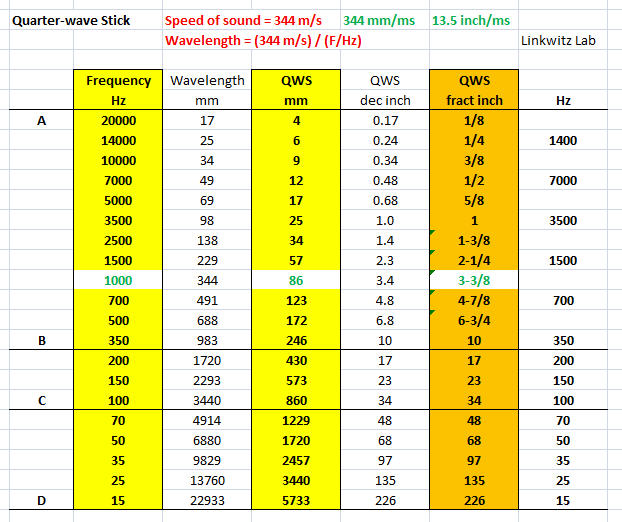 Quarter-wave Stick Speed of sound = 344 m/s 344 mm/ms 13.5 inch/ms
Wavelength = (344 m/s) / (F/Hz) Linkwitz Lab
Frequency Wavelength QWS QWS QWS
Hz mm mm dec inch fract inch Hz
A 20000 17 4 0.17 1/8
14000 25 6 0.24 1/4 1400
10000 34 9 0.34 3/8
7000 49 12 0.48 1/2 7000
5000 69 17 0.68 5/8
3500 98 25 1.0 1 3500
2500 138 34 1.4 1-3/8
1500 229 57 2.3 2-1/4 1500
1000 344 86 3.4 3-3/8
700 491 123 4.8 4-7/8 700
500 688 172 6.8 6-3/4
B 350 983 246 10 10 350
200 1720 430 17 17 200
150 2293 573 23 23 150
C 100 3440 860 34 34 100
70 4914 1229 48 48 70
50 6880 1720 68 68 50
35 9829 2457 97 97 35
25 13760 3440 135 135 25
D 15 22933 5733 226 226 15